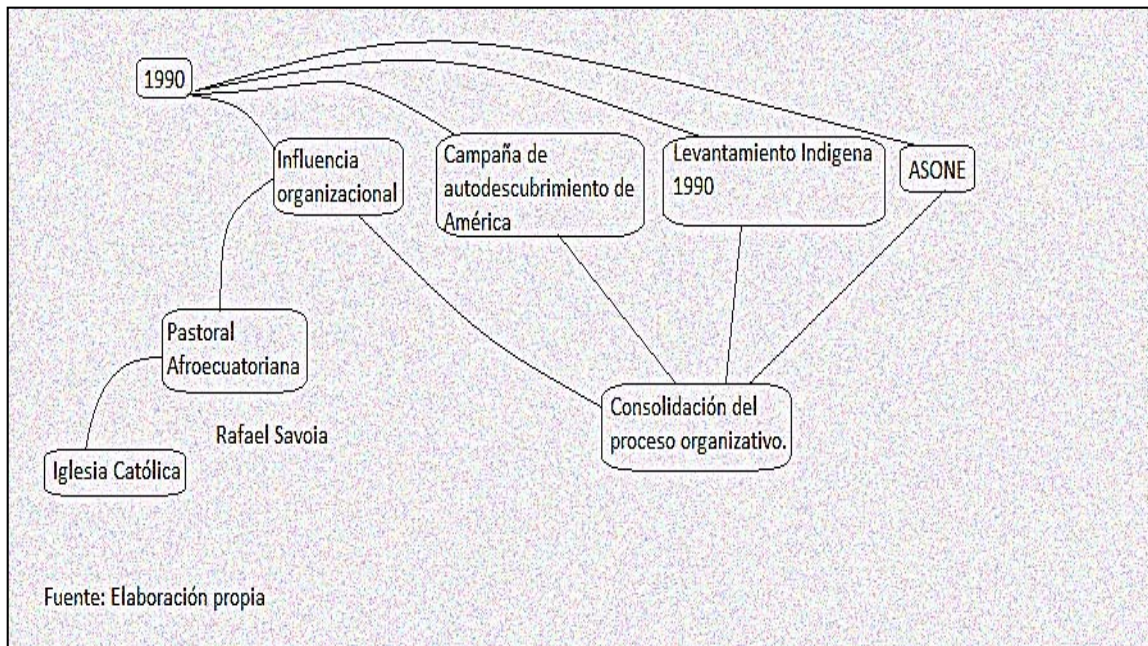 1990
Influencia
organizacional
Campaña de
autodescubrimiento de
América
Levantamiento Indigena
1990
ASONE
Pastoral
Afroecuatoriana
Rafael Savoia
Iglesia Católica
Consolidación del
proceso organizativo.
Fuente: Elaboración propia